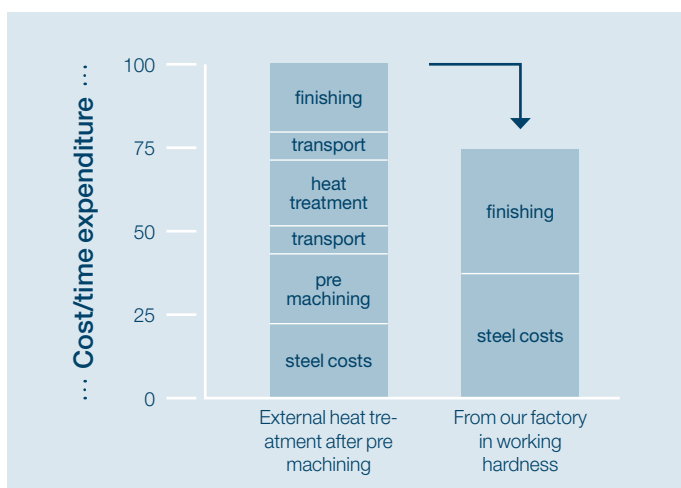 ... Cost/time expenditure ...
100
75
50
25
0
finishing
transport
heat
treatment
transport
pre
machining
steel costs
finishing
steel costs
External heat tre-
atment after pre
machining
From our factory
in working
hardness